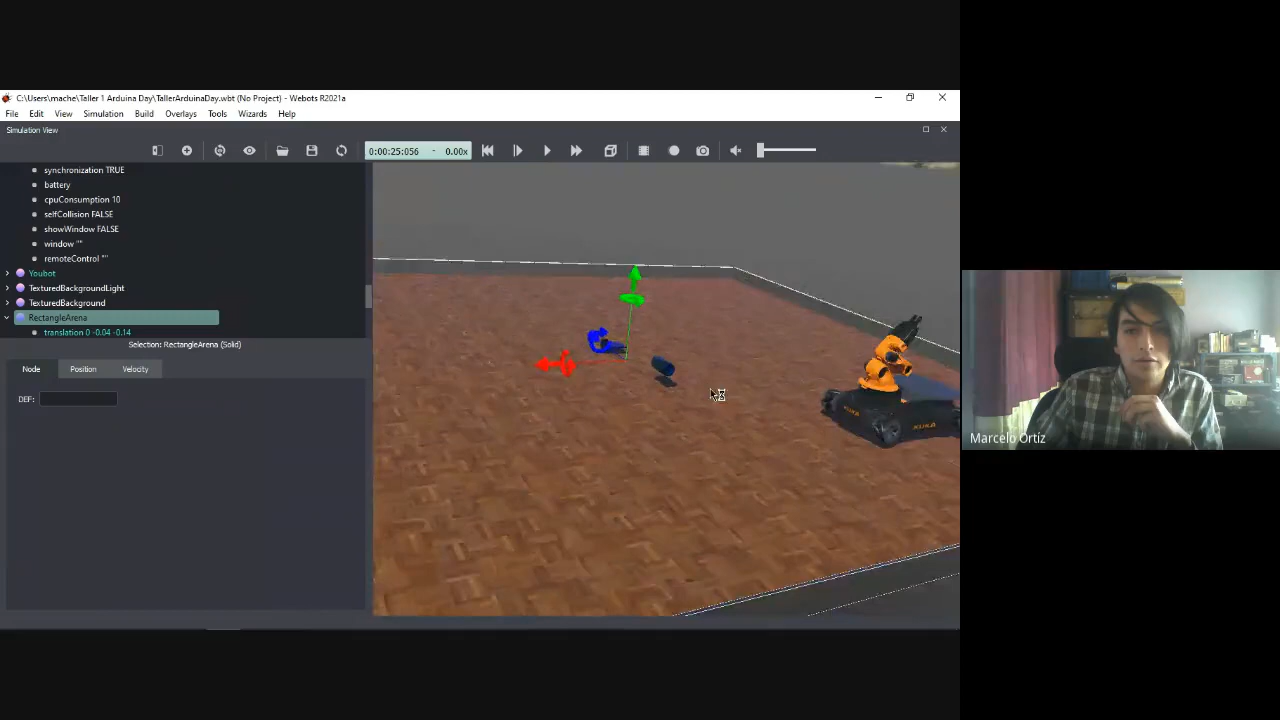 C:\Users\mache\Taller 1 Arduina Day\TallerArduinaDay.wbt (No Project) - Webots R2021a
File Edit View Simulation Build Overlays Tools Wizards Help
Simulation View
0:00:25:056 - 0.00x
synchronization TRUE
battery
cpuConsumption 10
selfCollision FALSE
showWindow FALSE
window ""
remoteControl ""
Youbot
TexturedBackgroundLight
TexturedBackground
RectangleArena
translation 0 -0.04 -0.14
Selection: RectangleArena (Solid)
Node Position Velocity
DEF:
KUKA
KUKA
Marcelo Ortíz